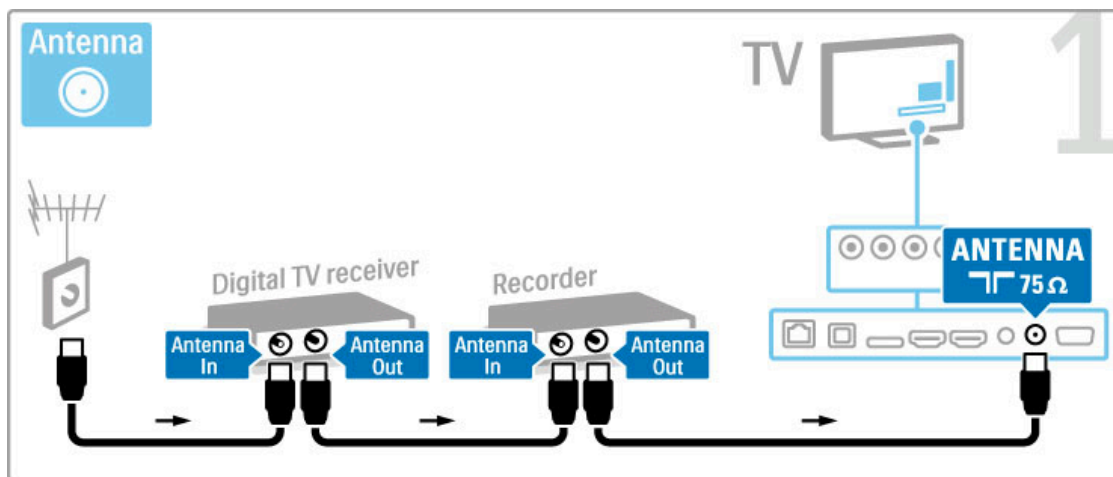 Antenna
TV
1
Digital TV receiver
Recorder
ANTENNA
75 Ω
Antenna
In
Antenna
Out
Antenna
In
Antenna
Out